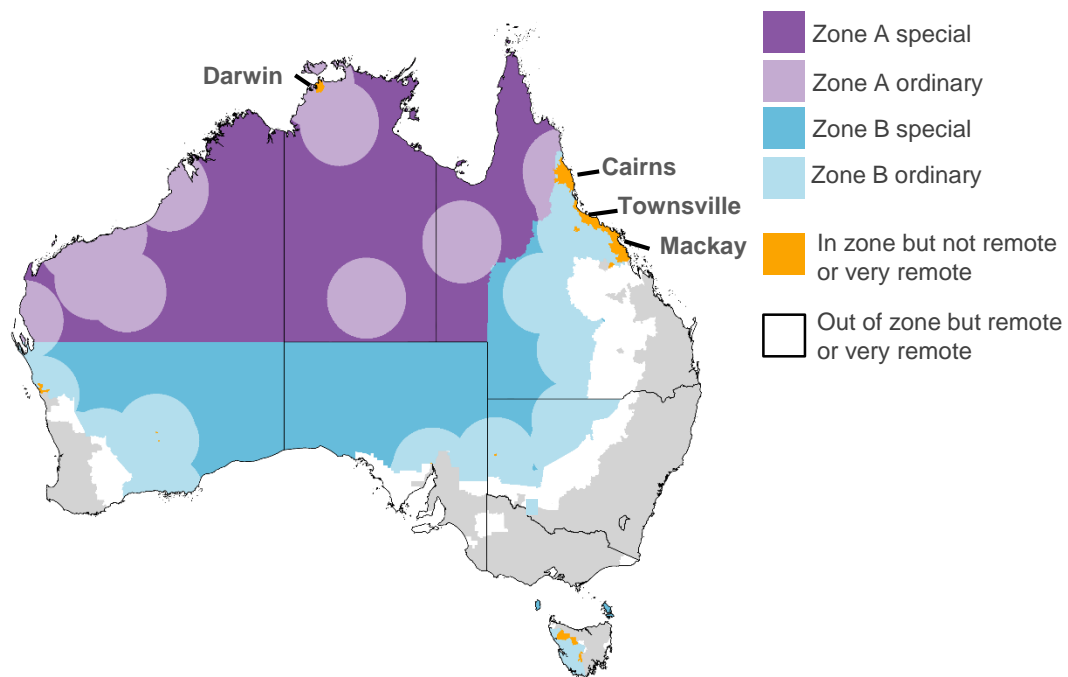 Zone A special
Darwin
Zone A ordinary
Zone B special
Cairns
Zone B ordinary
Townsville
Mackay
In zone but not remote
or very remote
Out of zone but remote
or very remote